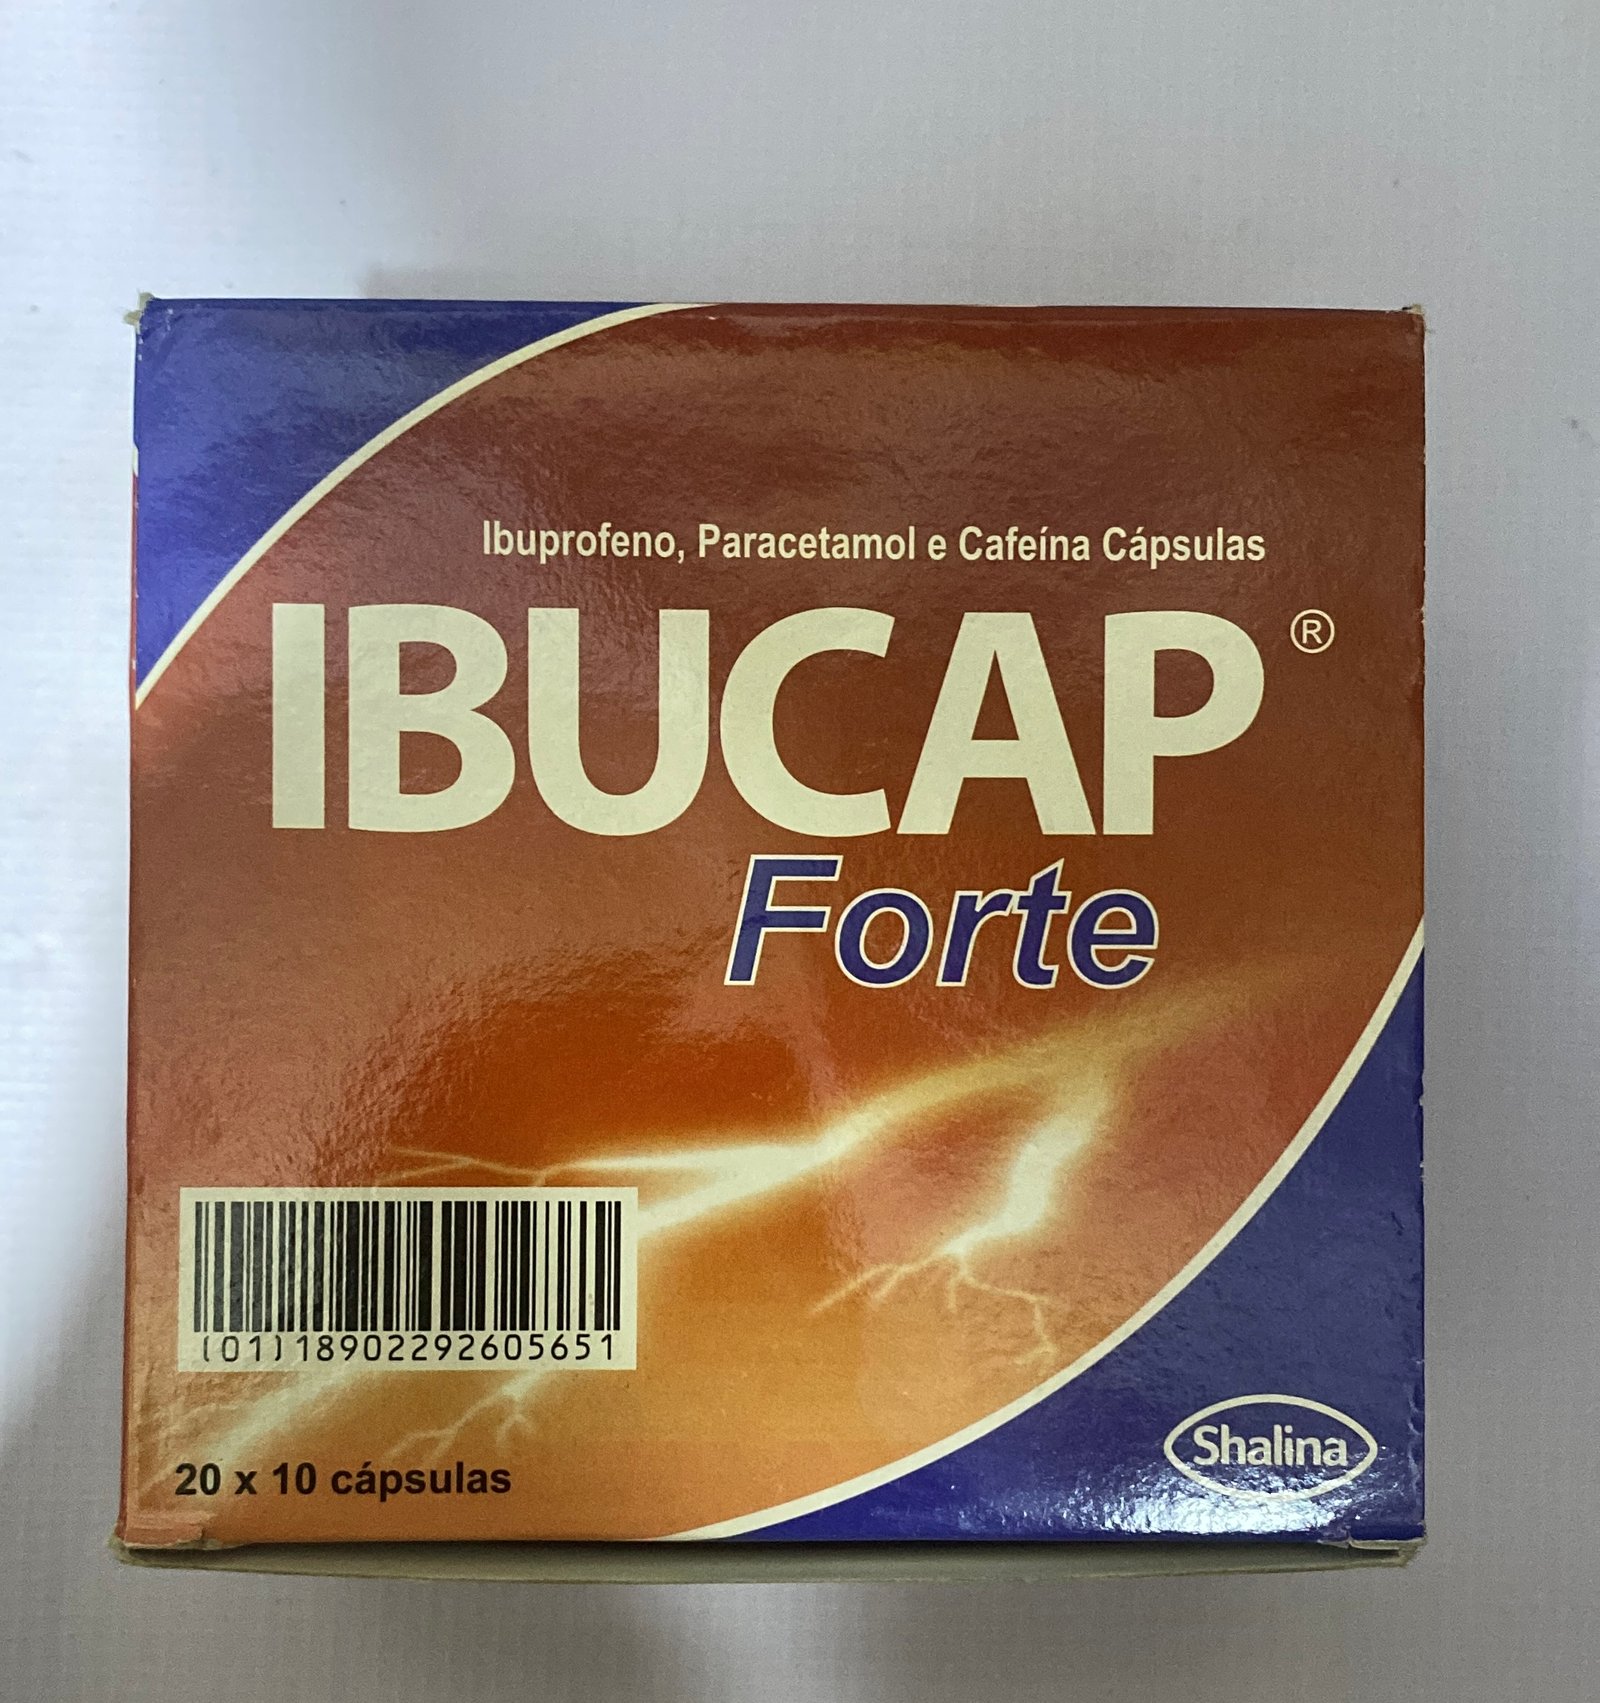 Ibuprofeno, Paracetamol e Cafeína Cápsulas
IBUCAP®
Forte
(01)18902292605651
20 x 10 cápsulas
Shalina